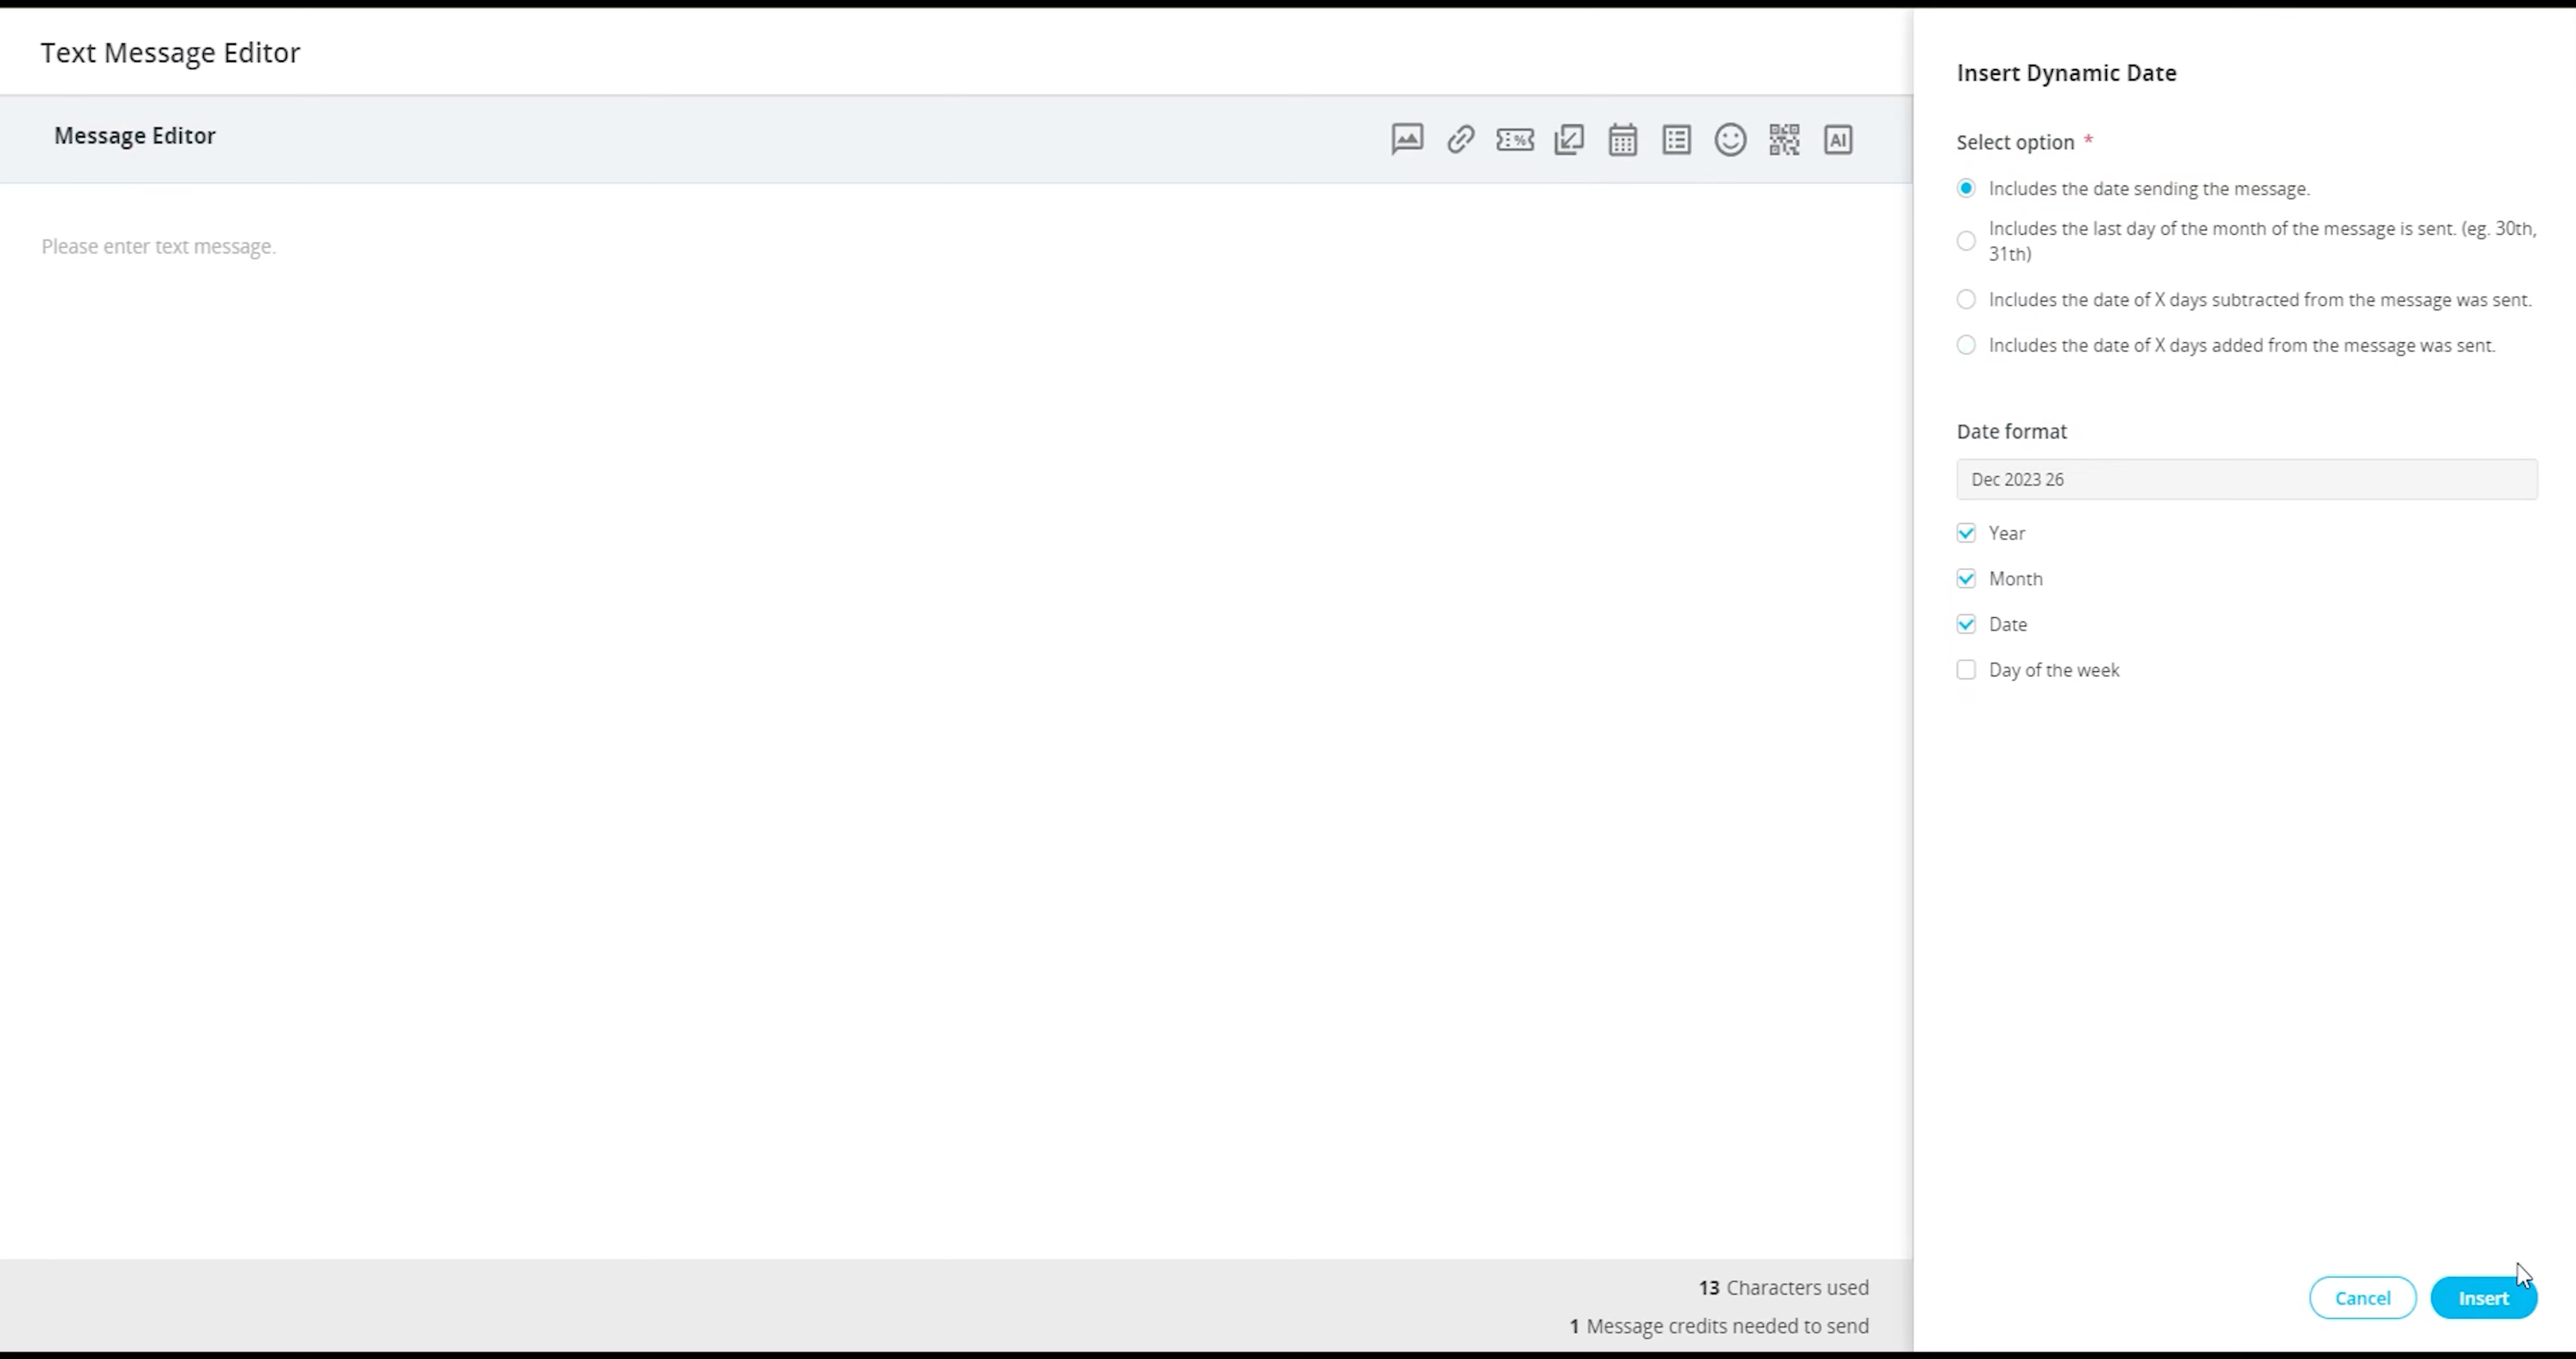 Text Message Editor
Message Editor
%
AI
Please enter text message.
13 Characters used
1 Message credits needed to send
Insert Dynamic Date
Select option *
Includes the date sending the message.
Includes the last day of the month of the message is sent. (eg. 30th,
31th)
Includes the date of X days subtracted from the message was sent.
Includes the date of X days added from the message was sent.
Date format
Dec 2023 26
Year
Month
Date
Day of the week
Cancel
Insert